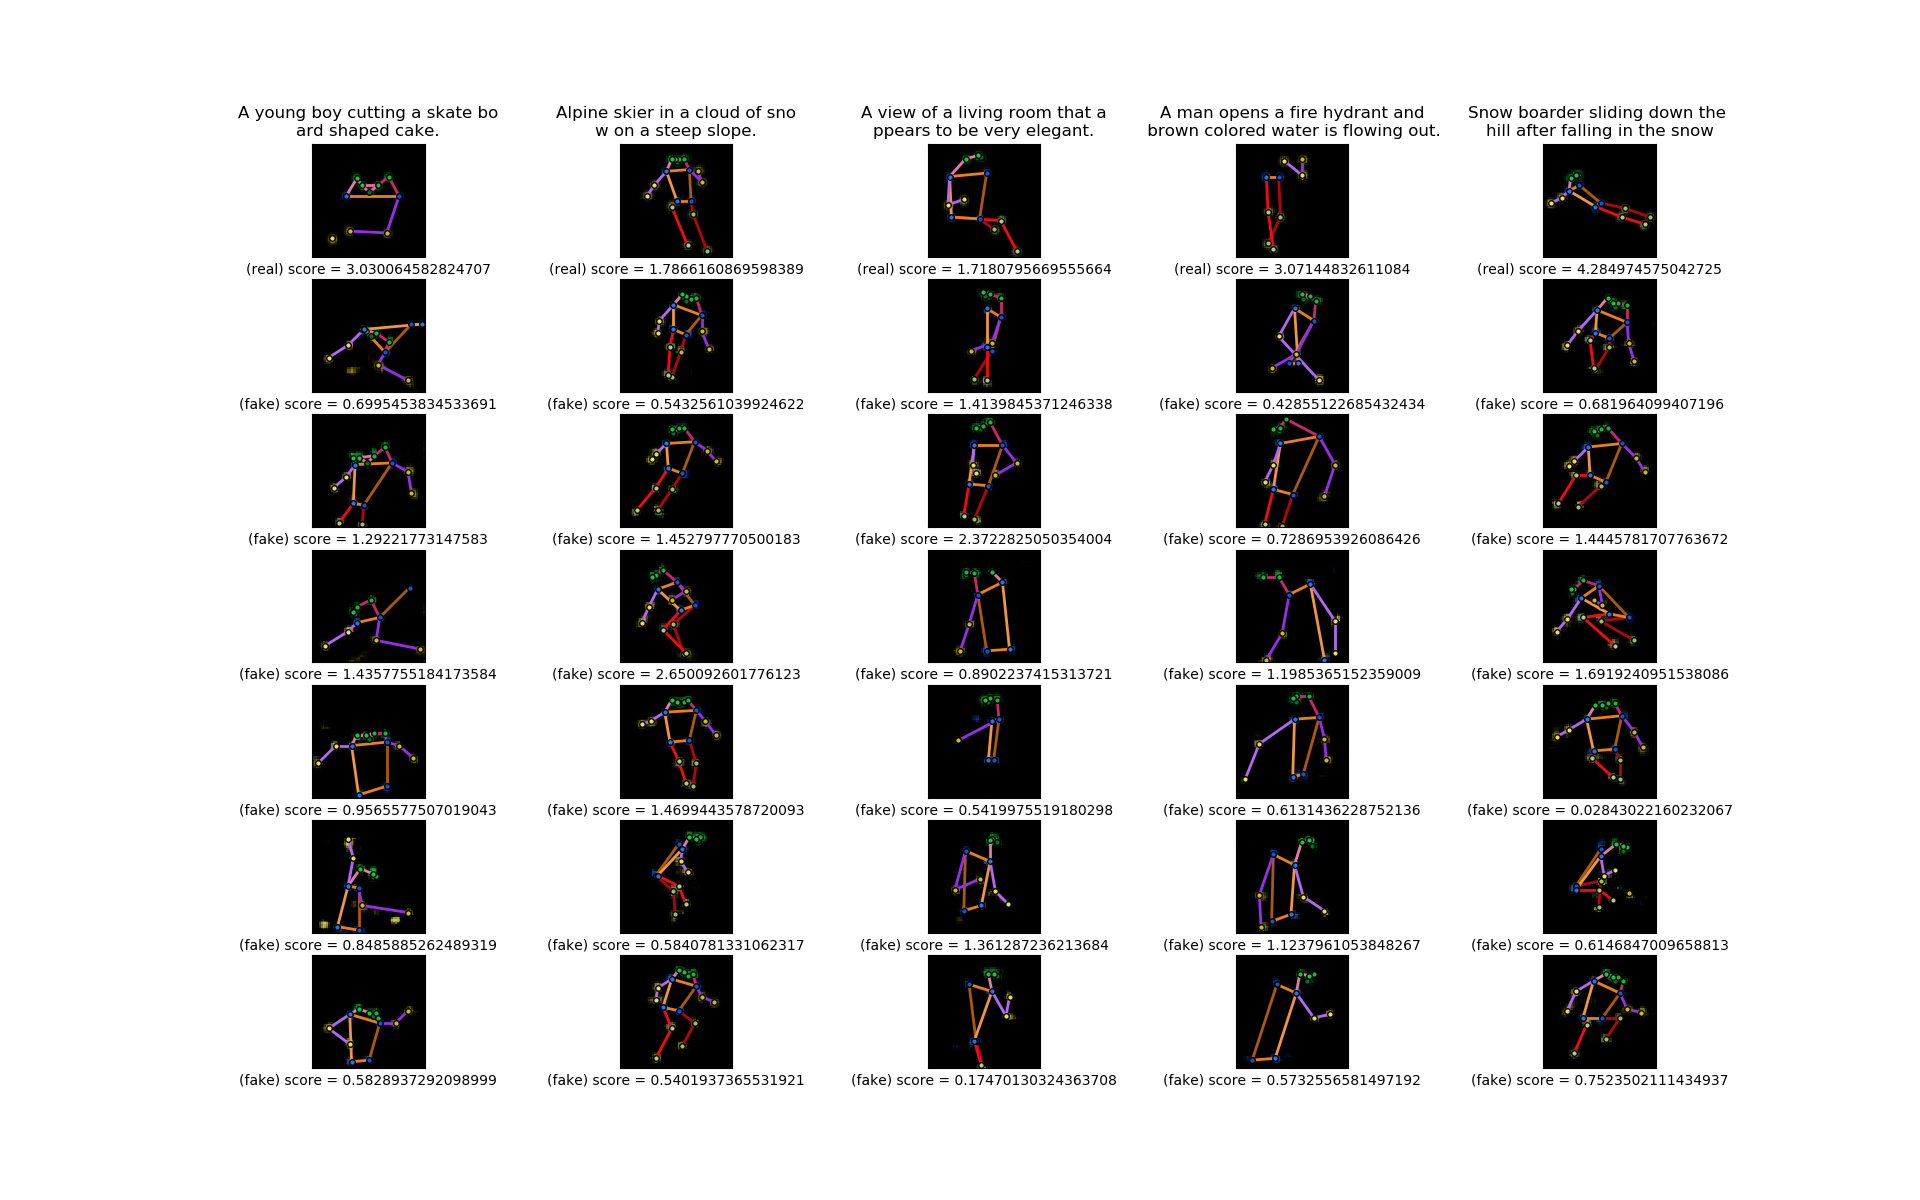 A young boy cutting a skate bo
ard shaped cake.
Alpine skier in a cloud of sno
w on a steep slope.
A view of a living room that a
ppears to be very elegant.
A man opens a fire hydrant and
brown colored water is flowing out.
Snow boarder sliding down the
hill after falling in the snow
(real) score = 3.030064582824707
(real) score = 1.7866160869598389
(real) score = 1.7180795669555664
(real) score = 3.07144832611084
(real) score = 4.284974575042725
(fake) score = 0.6995453834533691
(fake) score = 0.5432561039924622
(fake) score = 1.4139845371246338
(fake) score = 0.42855122685432434
(fake) score = 0.681964099407196
(fake) score = 1.29221773147583
(fake) score = 1.452797770500183
(fake) score = 2.3722825050354004
(fake) score = 0.7286953926086426
(fake) score = 1.4445781707763672
(fake) score = 1.4357755184173584
(fake) score = 2.650092601776123
(fake) score = 0.8902237415313721
(fake) score = 1.1985365152359009
(fake) score = 1.6919240951538086
(fake) score = 0.9565577507019043
(fake) score = 1.4699443578720093
(fake) score = 0.5419975519180298
(fake) score = 0.6131436228752136
(fake) score = 0.02843022160232067
(fake) score = 0.8485885262489319
(fake) score = 0.5840781331062317
(fake) score = 1.361287236213684
(fake) score = 1.1237961053848267
(fake) score = 0.6146847009658813
(fake) score = 0.5828937292098999
(fake) score = 0.5401937365531921
(fake) score = 0.17470130324363708
(fake) score = 0.5732556581497192
(fake) score = 0.7523502111434937